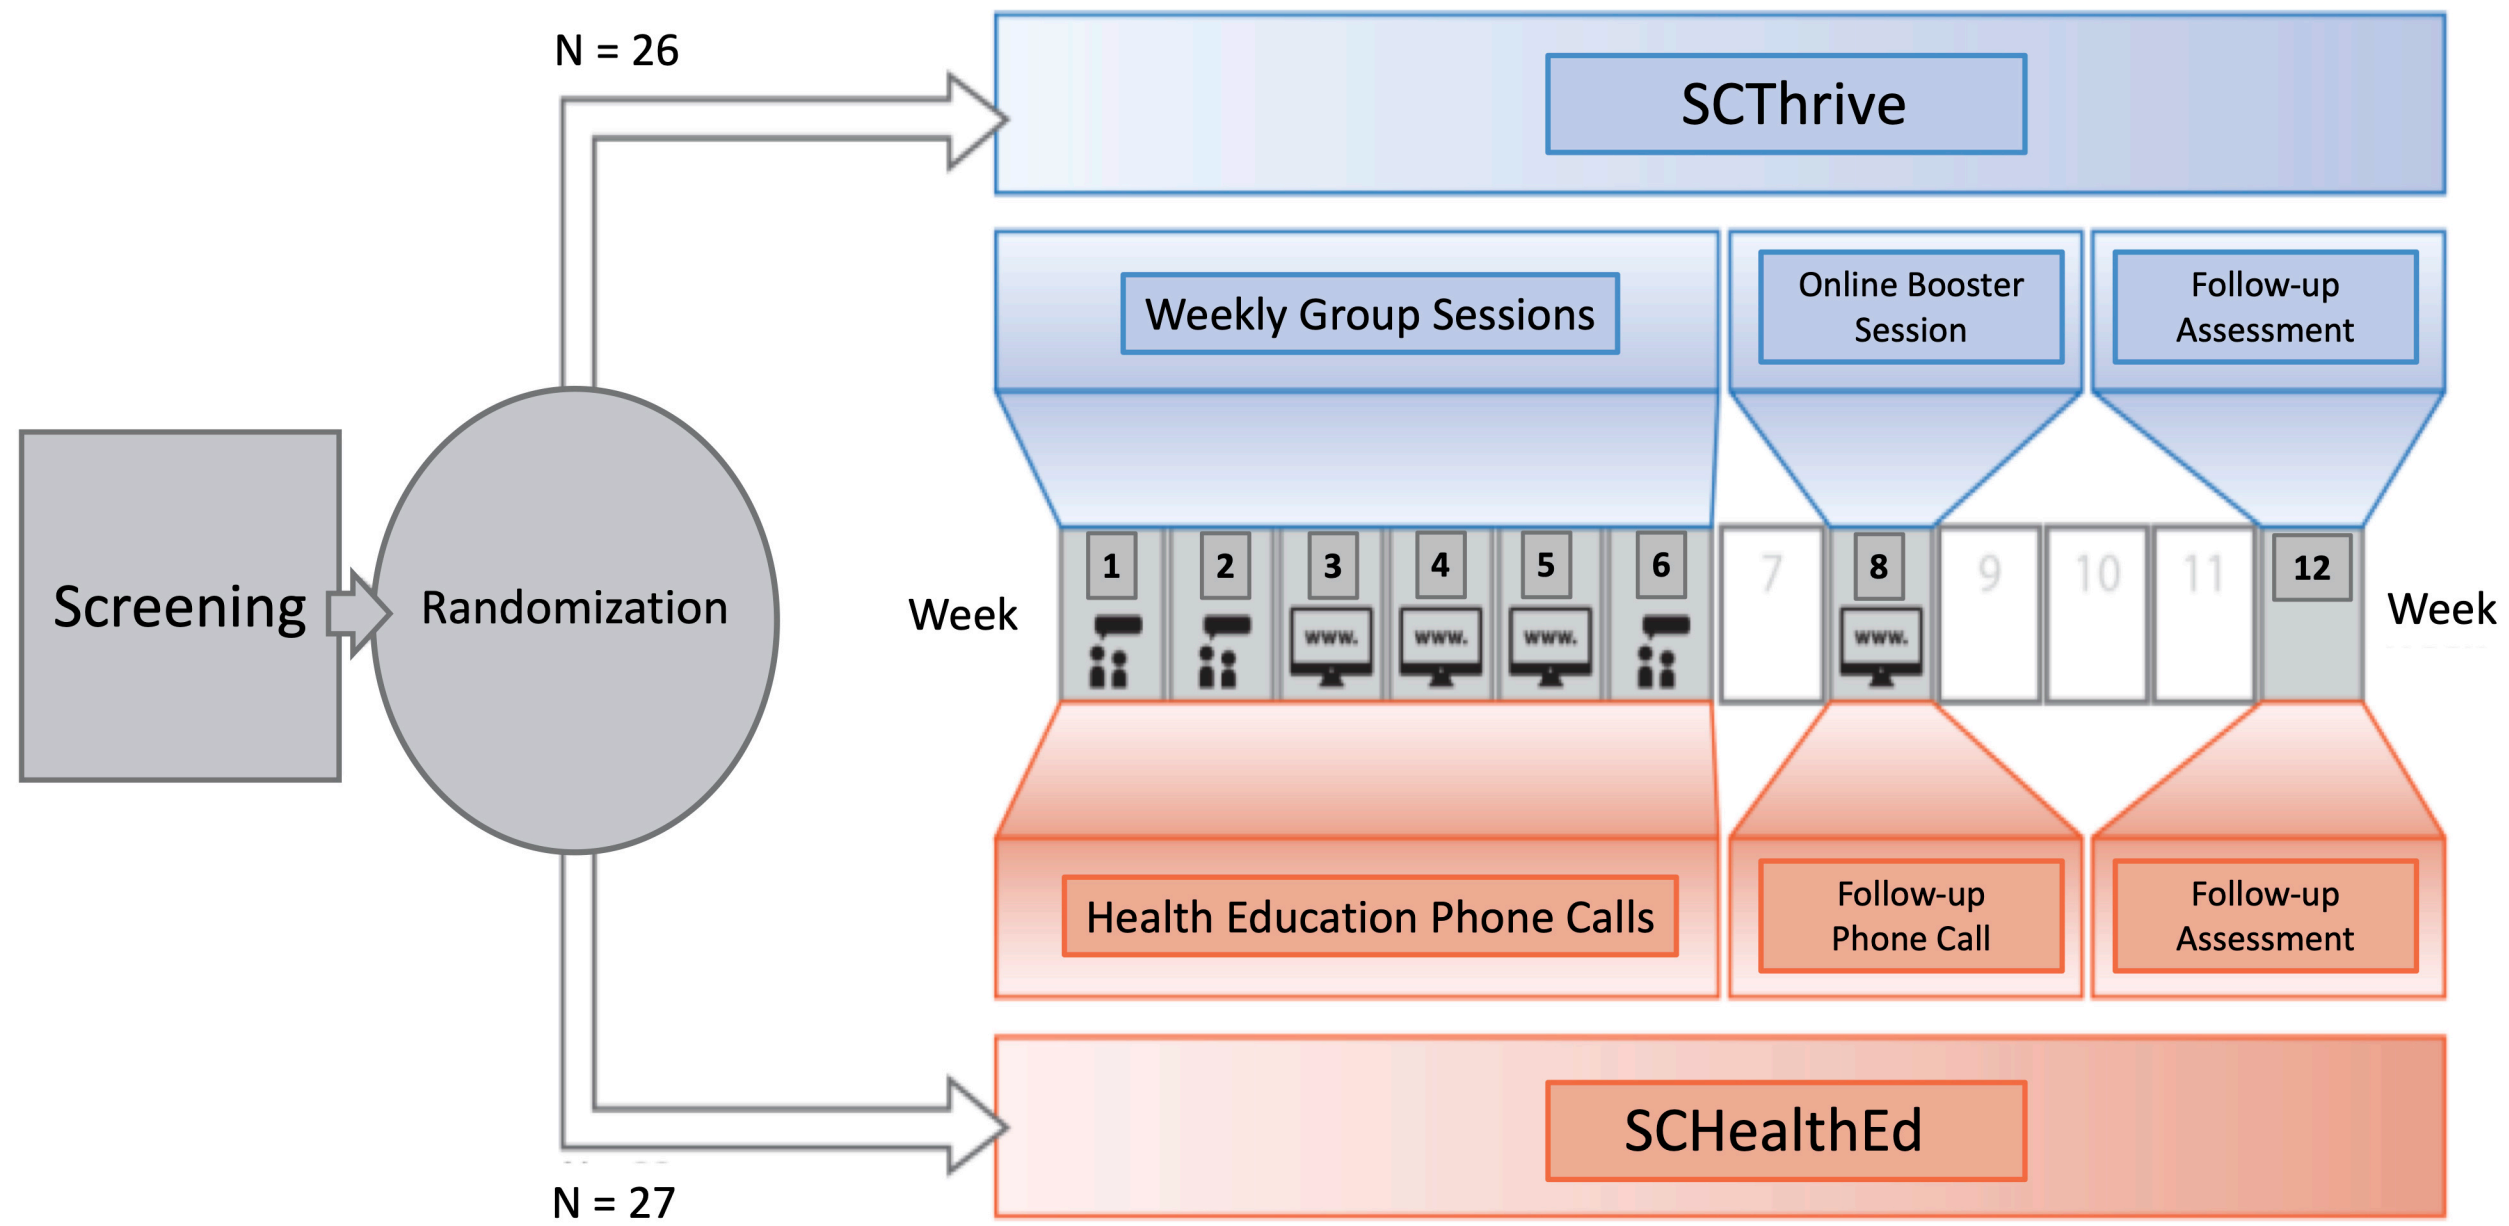 N = 26
SCThrive
Weekly Group Sessions
Online Booster
Session
Follow-up
Assessment
Screening
Randomization
Week
1 2 3 4 5 6 7 8 9 10 11 12
www. www. www. www.
Week
Health Education Phone Calls
Follow-up
Phone Call
Follow-up
Assessment
SCHealthEd
N = 27